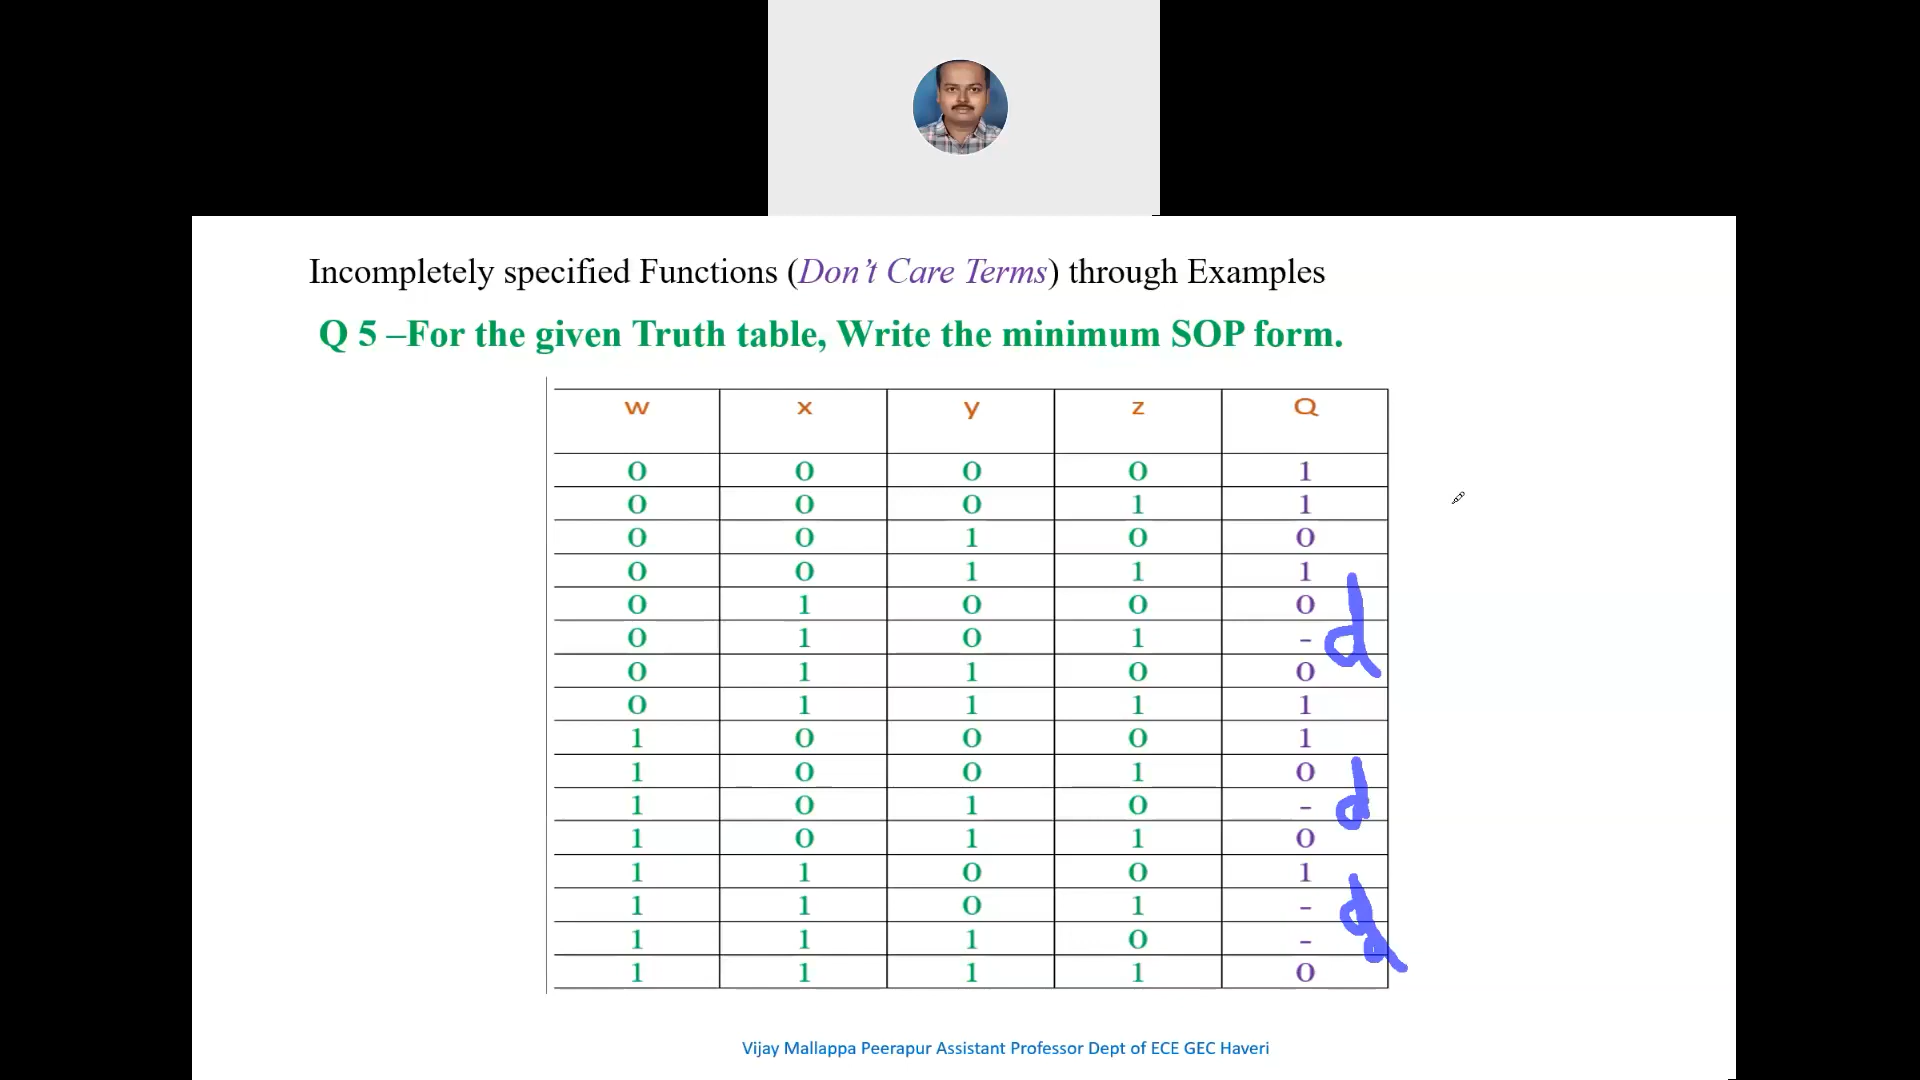 Incompletely specified Functions (Don't Care Terms) through Examples
Q 5 –For the given Truth table, Write the minimum SOP form.
w x y z Q
0 0 0 0 1
0 0 0 1 1
0 0 1 0 0
0 0 1 1 1
0 1 0 0 0
0 1 0 1 - d
0 1 1 0 0
0 1 1 1 1
1 0 0 0 1
1 0 0 1 0
1 0 1 0 - d
1 0 1 1 0
1 1 0 0 1
1 1 0 1 - d
1 1 1 0 - d
1 1 1 1 0
Vijay Mallappa Peerapur Assistant Professor Dept of ECE GEC Haveri